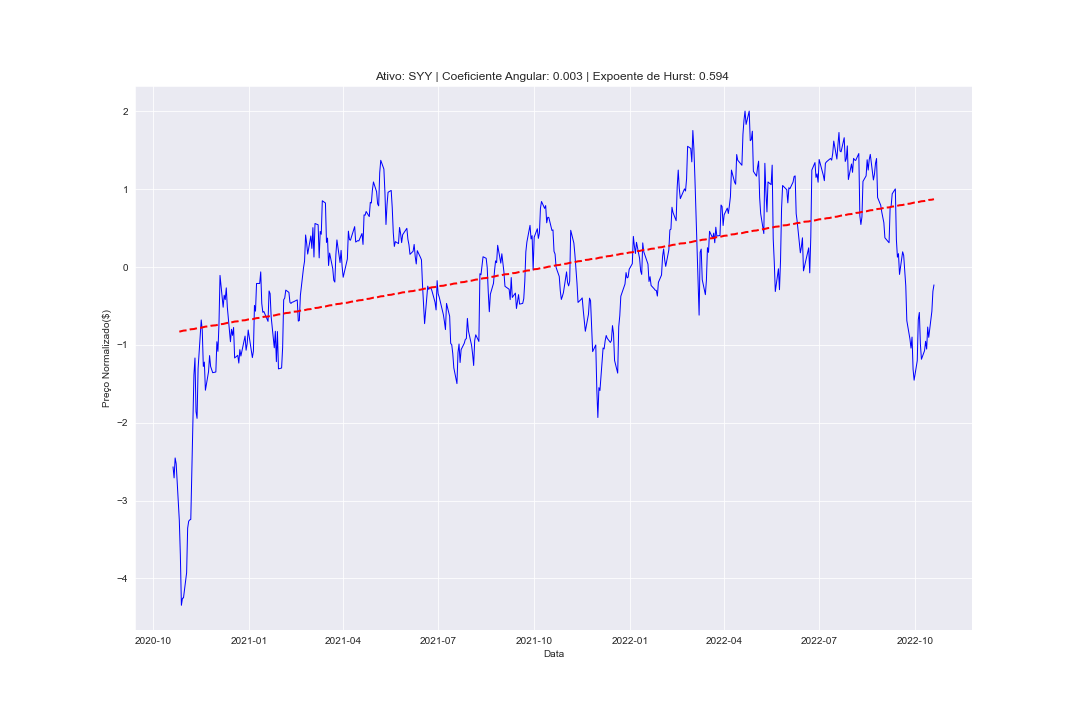 Ativo: SYY | Coeficiente Angular: 0.003 | Expoente de Hurst: 0.594
2
1
0
−1
−2
−3
−4
Preço Normalizado($)
2020-10 2021-01 2021-04 2021-07 2021-10 2022-01 2022-04 2022-07 2022-10
Data